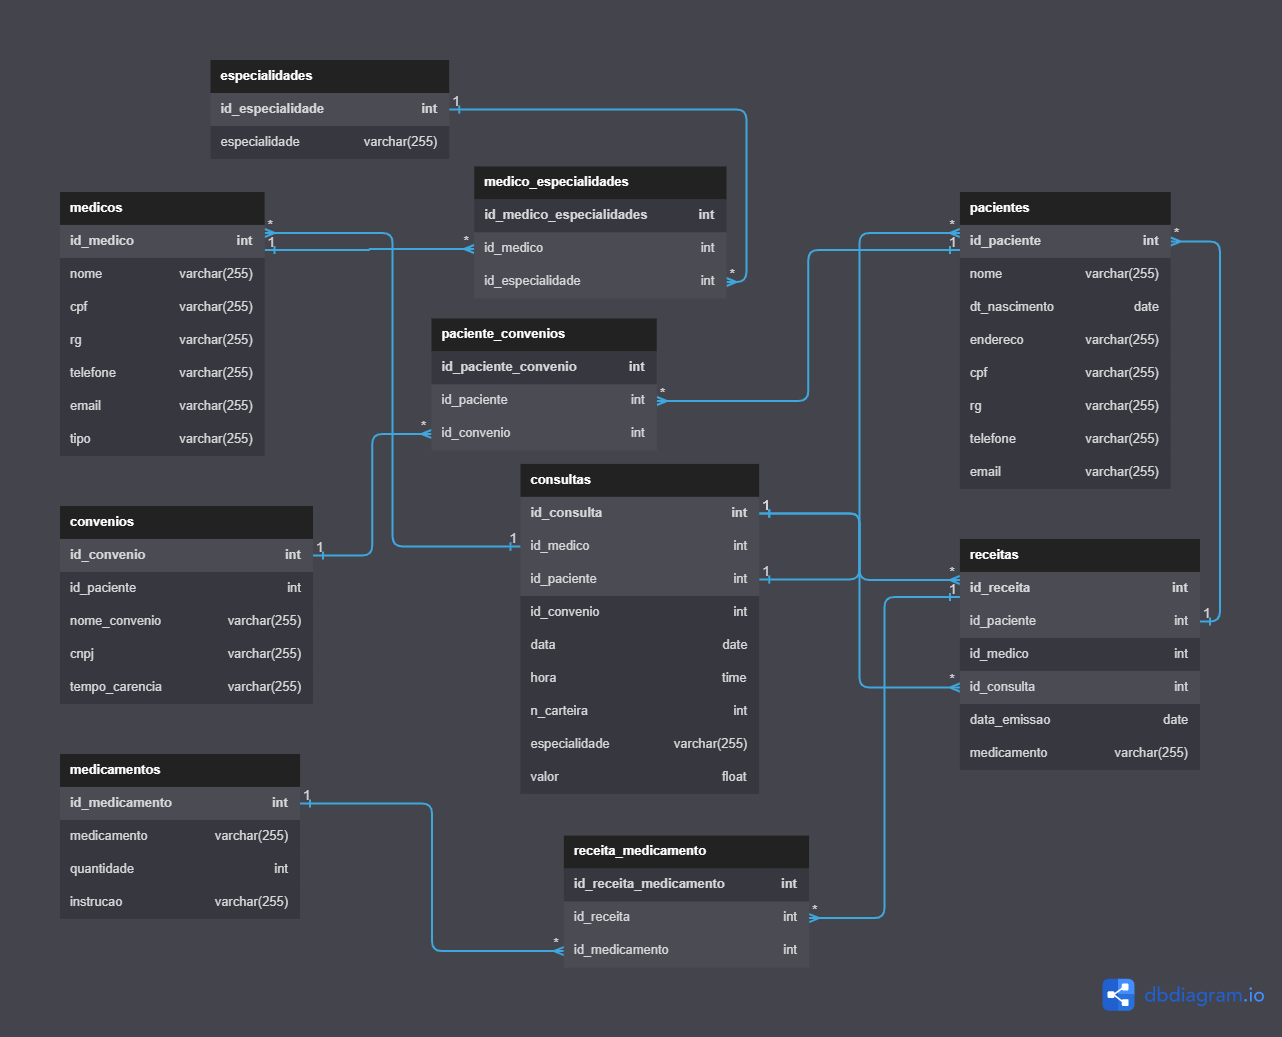 especialidades
id_especialidade int
especialidade varchar(255)
medico_especialidades
id_medico_especialidades int
id_medico int
id_especialidade int
medicos
id_medico int
nome varchar(255)
cpf varchar(255)
rg varchar(255)
telefone varchar(255)
email varchar(255)
tipo varchar(255)
pacientes
id_paciente int
nome varchar(255)
dt_nascimento date
endereco varchar(255)
cpf varchar(255)
rg varchar(255)
telefone varchar(255)
email varchar(255)
paciente_convenios
id_paciente_convenio int
id_paciente int
id_convenio int
convenios
id_convenio int
id_paciente int
nome_convenio varchar(255)
cnpj varchar(255)
tempo_carencia varchar(255)
consultas
id_consulta int
id_medico int
id_paciente int
id_convenio int
data date
hora time
n_carteira int
especialidade varchar(255)
valor float
receitas
id_receita int
id_paciente int
id_medico int
id_consulta int
data_emissao date
medicamento varchar(255)
medicamentos
id_medicamento int
medicamento varchar(255)
quantidade int
instrucao varchar(255)
receita_medicamento
id_receita_medicamento int
id_receita int
id_medicamento int
1
*
*
1
*
*
1
*
1
*
*
1
1
1
1
*
1
*
1
*
1
*
*
dbdiagram.io